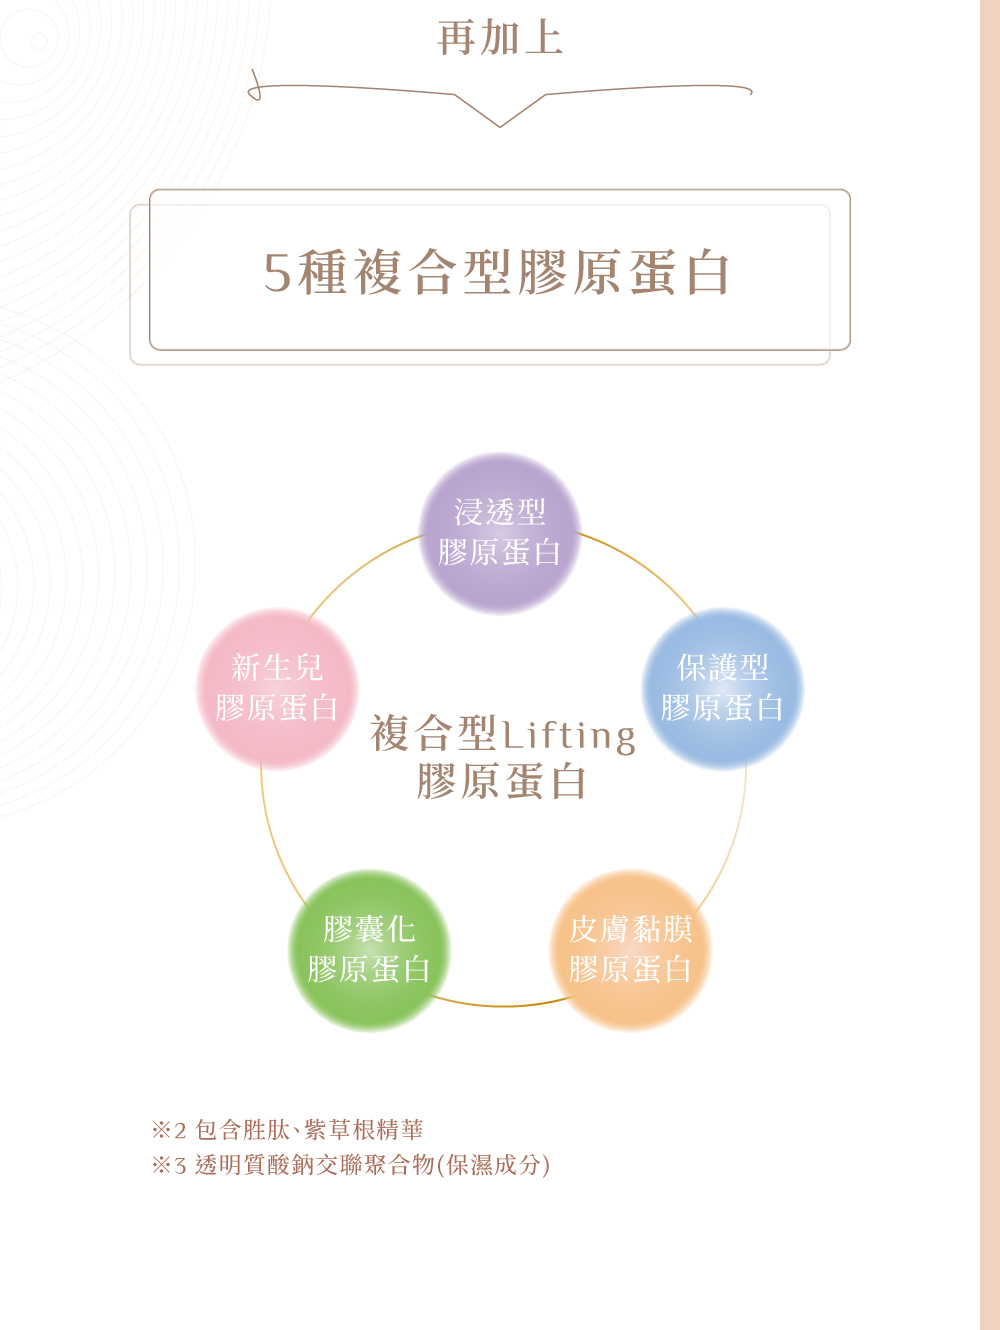 再加上
5種複合型膠原蛋白
浸透型
膠原蛋白
新生兒
膠原蛋白
保護型
膠原蛋白
複合型Lifting
膠原蛋白
膠囊化
膠原蛋白
皮膚黏膜
膠原蛋白
※2 包含胜肽、紫草根精華
※3 透明質酸鈉交聯聚合物(保濕成分)